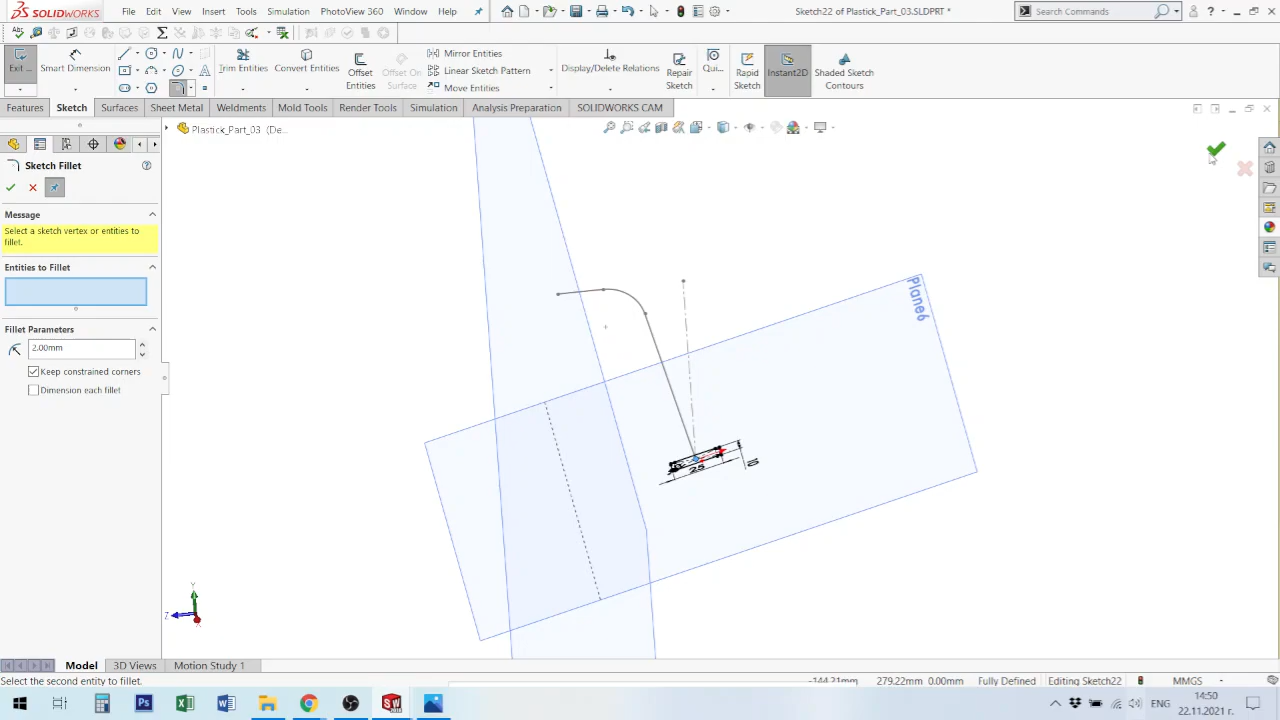 SOLIDWORKS
File Edit View Insert Tools Simulation PhotoView 360 Window Help
Sketch22 of Plastick_Part_03.SLDPRT *
Search Commands
Exit ...
Trim Entities
Convert Entities
Offset Entities
Offset On Surface
Mirror Entities
Linear Sketch Pattern
Move Entities
Display/Delete Relations
Repair Sketch
Qui...
Rapid Sketch
Instant2D
Shaded Sketch Contours
Features Sketch Surfaces Sheet Metal Weldments Mold Tools Render Tools Simulation Analysis Preparation SOLIDWORKS CAM
Plastick_Part_03 (De...
Sketch Fillet
Message
Select a sketch vertex or entities to fillet.
Entities to Fillet
Fillet Parameters
2.00mm
Keep constrained corners
Dimension each fillet
Plane6
25
10
Y
Z
X
Model 3D Views Motion Study 1
Select the second entity to fillet.
279.22mm 0.00mm Fully Defined Editing Sketch22 MMGS
ENG
14:50
22.11.2021 г.